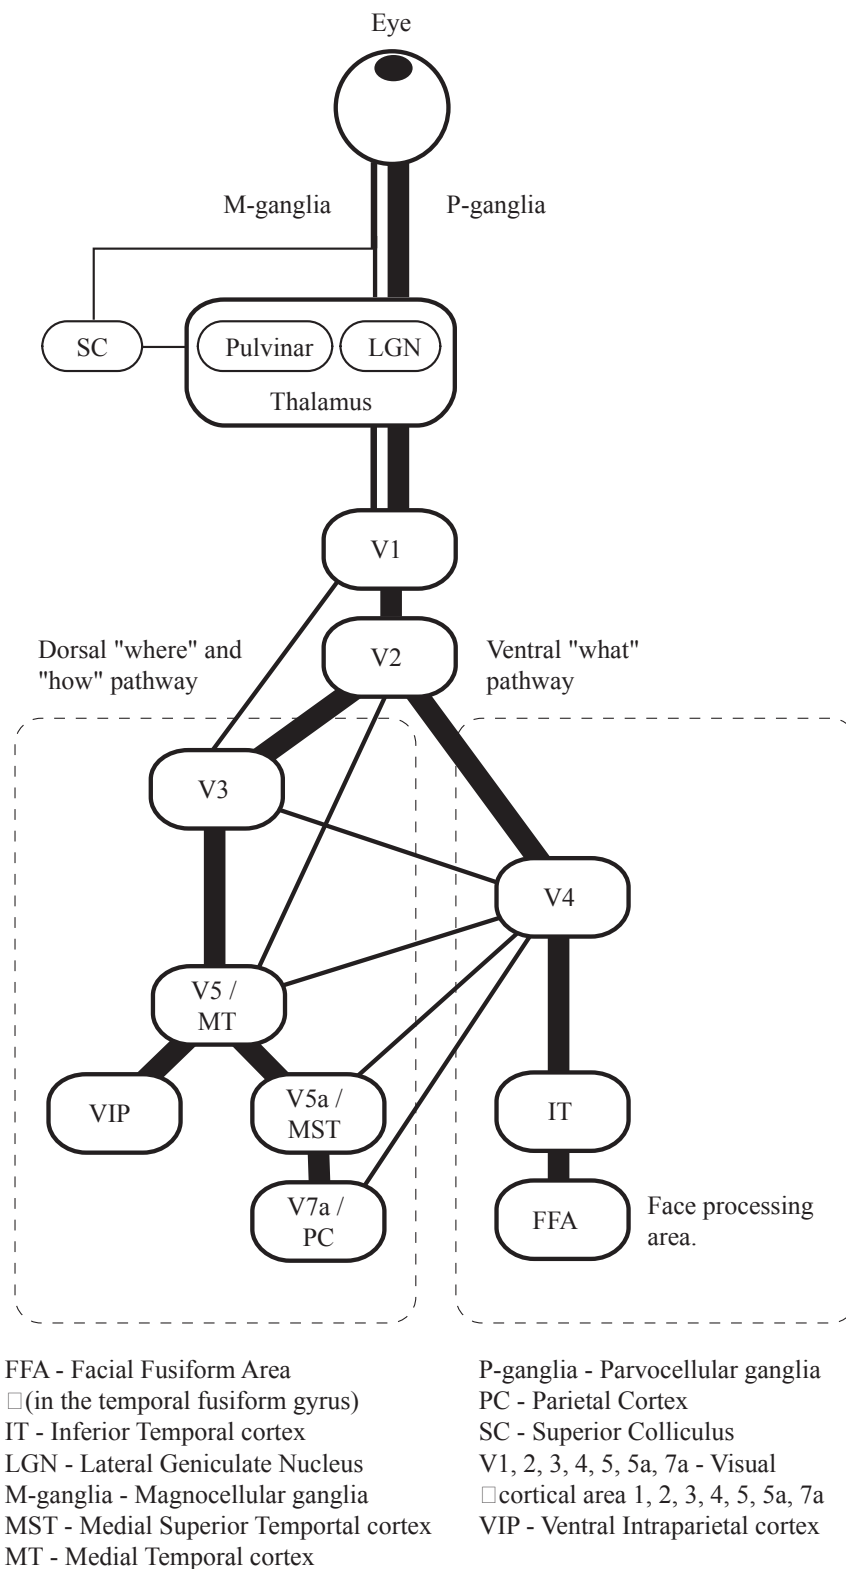 Eye
M-ganglia
P-ganglia
SC
Pulvinar
LGN
Thalamus
V1
Dorsal "where" and
"how" pathway
V2
Ventral "what"
pathway
V3
V4
V5 /
MT
VIP
V5a /
MST
IT
V7a /
PC
FFA
Face processing
area.
FFA - Facial Fusiform Area
□(in the temporal fusiform gyrus)
IT - Inferior Temporal cortex
LGN - Lateral Geniculate Nucleus
M-ganglia - Magnocellular ganglia
MST - Medial Superior Temportal cortex
MT - Medial Temporal cortex
P-ganglia - Parvocellular ganglia
PC - Parietal Cortex
SC - Superior Colliculus
V1, 2, 3, 4, 5, 5a, 7a - Visual
□cortical area 1, 2, 3, 4, 5, 5a, 7a
VIP - Ventral Intraparietal cortex